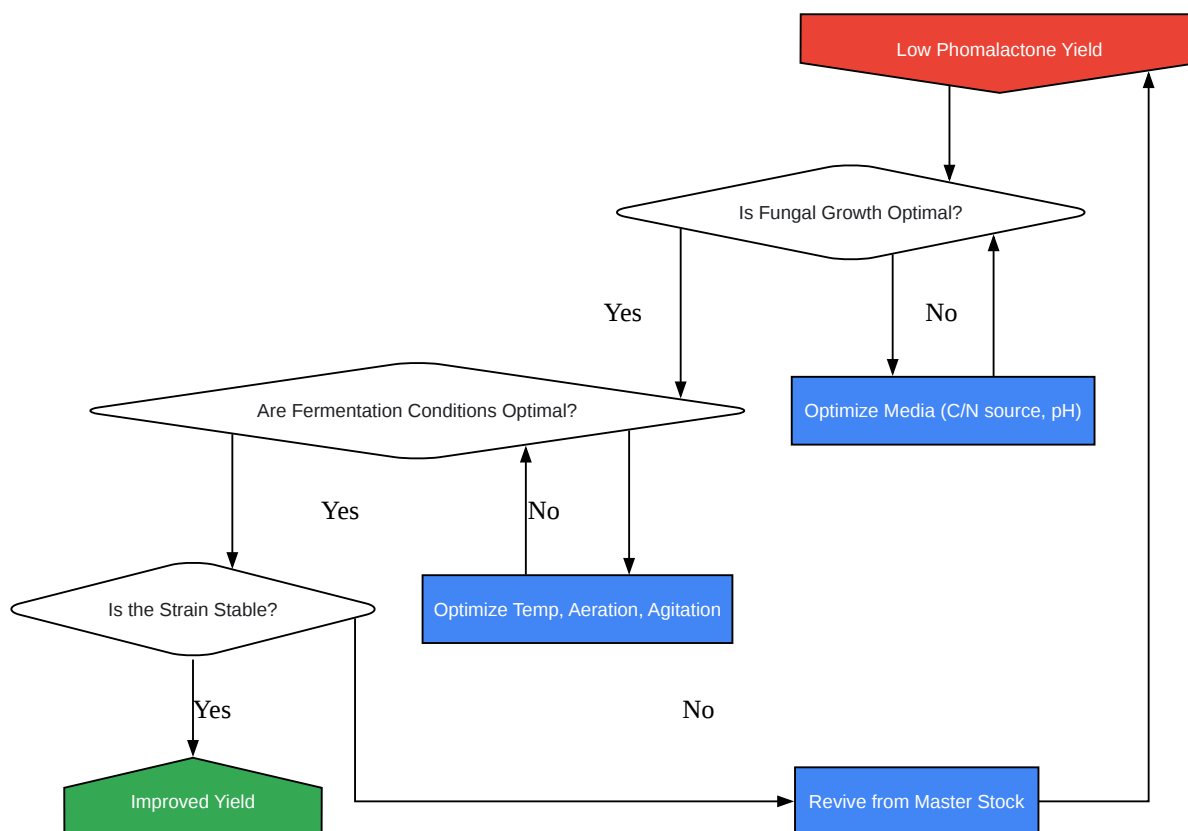 Low Phomalactone Yield
Is Fungal Growth Optimal?
Yes
No
Are Fermentation Conditions Optimal?
Optimize Media (C/N source, pH)
Yes
No
Is the Strain Stable?
Optimize Temp, Aeration, Agitation
Yes
No
Improved Yield
Revive from Master Stock